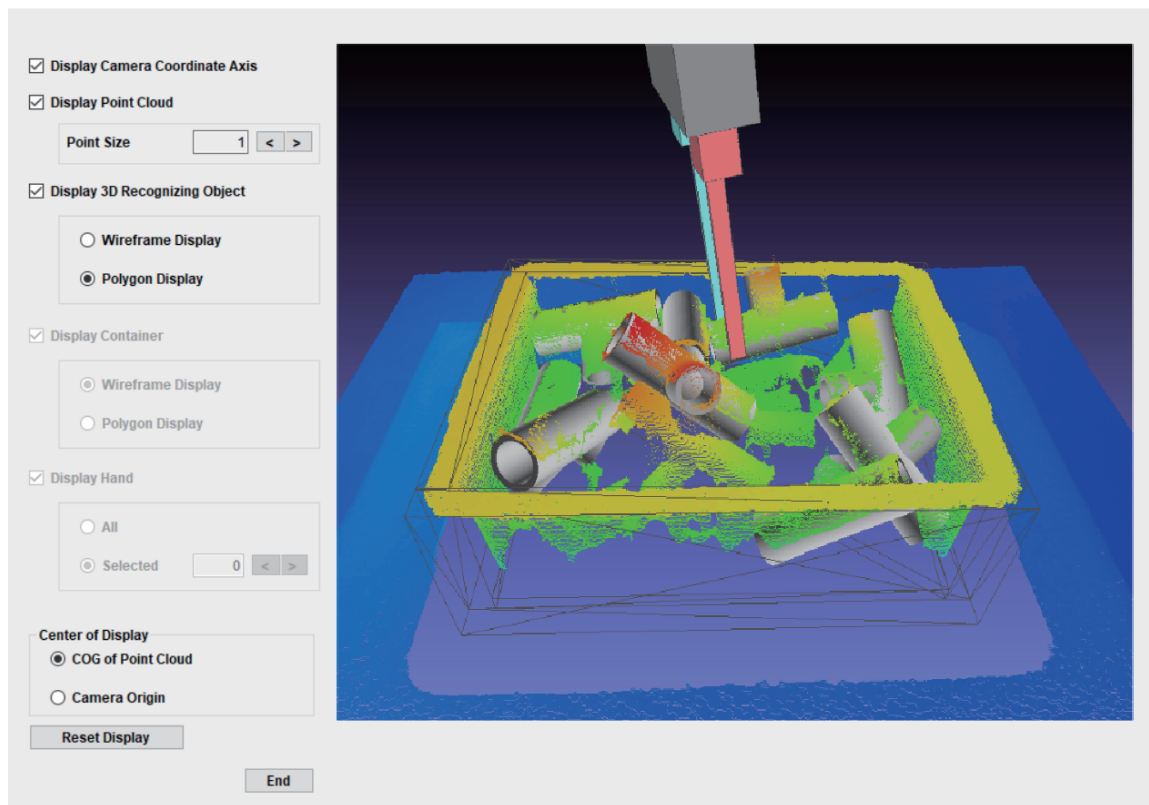 Display Camera Coordinate Axis
Display Point Cloud
Point Size 1 < >
Display 3D Recognizing Object
Wireframe Display
Polygon Display
Display Container
Wireframe Display
Polygon Display
Display Hand
All
Selected 0 < >
Center of Display
COG of Point Cloud
Camera Origin
Reset Display
End